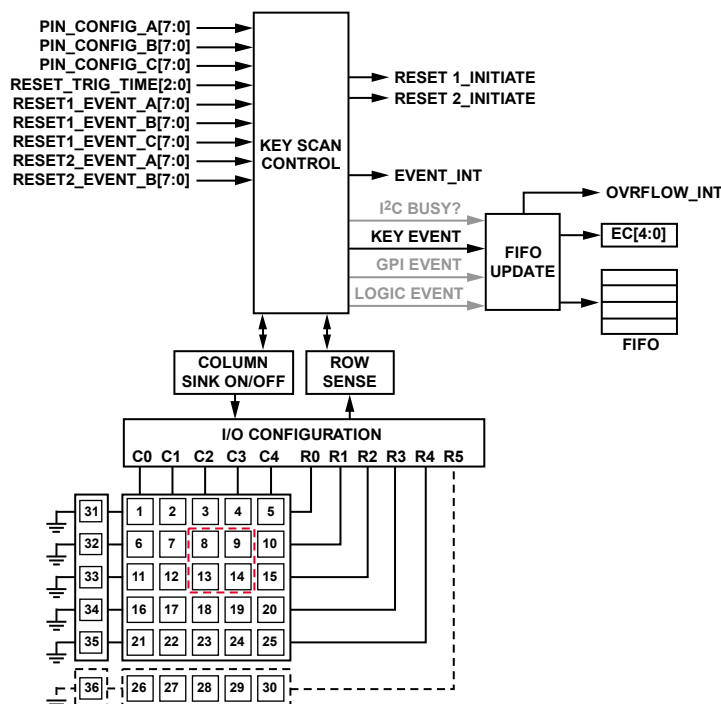 PIN_CONFIG_A[7:0]
PIN_CONFIG_B[7:0]
PIN_CONFIG_C[7:0]
RESET_TRIG_TIME[2:0]
RESET1_EVENT_A[7:0]
RESET1_EVENT_B[7:0]
RESET1_EVENT_C[7:0]
RESET2_EVENT_A[7:0]
RESET2_EVENT_B[7:0]
KEY SCAN
CONTROL
RESET 1_INITIATE
RESET 2_INITIATE
EVENT_INT
I2C BUSY?
KEY EVENT
GPI EVENT
LOGIC EVENT
FIFO
UPDATE
OVRFLOW_INT
EC[4:0]
FIFO
COLUMN
SINK ON/OFF
ROW
SENSE
I/O CONFIGURATION
C0 C1 C2 C3 C4 R0 R1 R2 R3 R4 R5
31 1 2 3 4 5
32 6 7 8 9 10
33 11 12 13 14 15
34 16 17 18 19 20
35 21 22 23 24 25
36 26 27 28 29 30